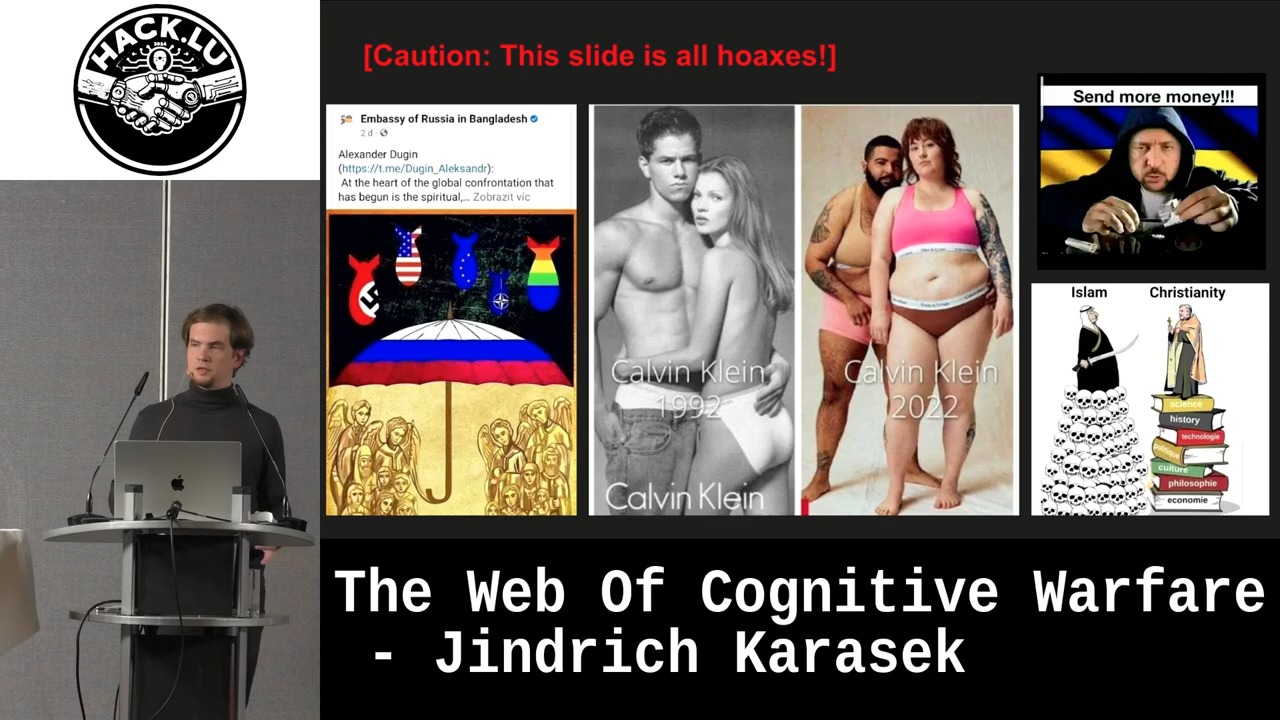 HACK.LU
2024
[Caution: This slide is all hoaxes!]
Embassy of Russia in Bangladesh
2 d
Alexander Dugin
(https://t.me/Dugin_Aleksandr):
At the heart of the global confrontation that
has begun is the spiritual,... Zobrazit víc
Calvin Klein
1992
Calvin Klein
Calvin Klein
2022
Send more money!!!
Islam
Christianity
science
history
technologie
politique
culture
philosophie
economie
The Web Of Cognitive Warfare
- Jindrich Karasek